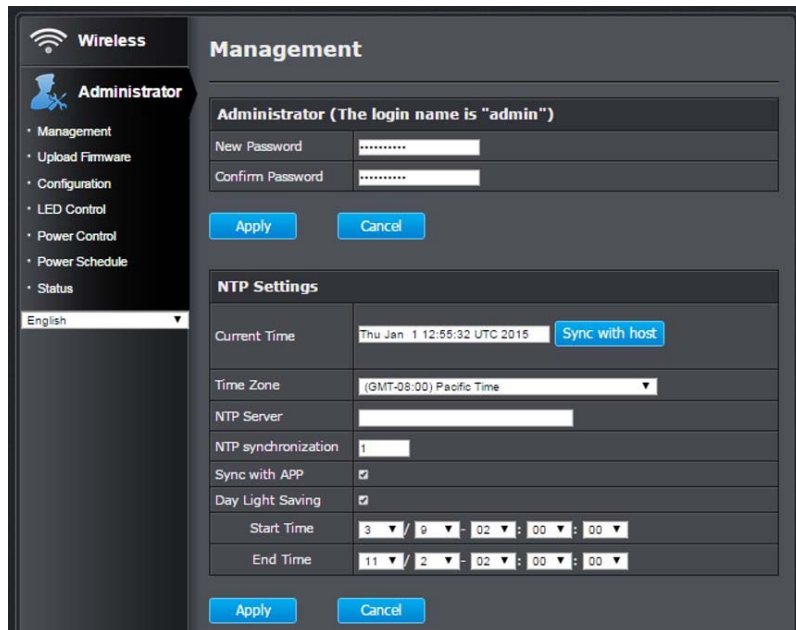 Wireless
Administrator
· Management
· Upload Firmware
· Configuration
· LED Control
· Power Control
· Power Schedule
· Status
English
Management
Administrator (The login name is "admin")
New Password ••••••••••
Confirm Password ••••••••••
Apply Cancel
NTP Settings
Current Time Thu Jan 1 12:55:32 UTC 2015 Sync with host
Time Zone (GMT-08:00) Pacific Time
NTP Server
NTP synchronization 1
Sync with APP
Day Light Saving
Start Time 3 / 9 - 02 : 00 : 00
End Time 11 / 2 - 02 : 00 : 00
Apply Cancel